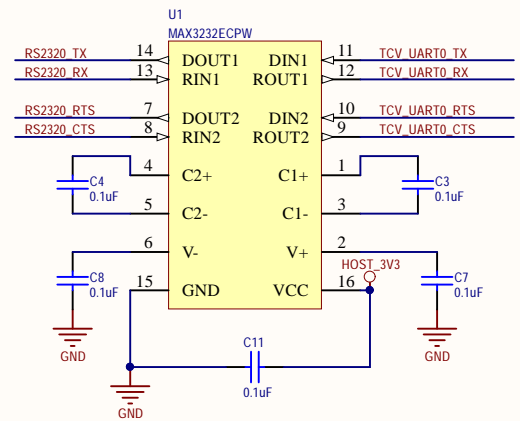 U1
MAX3232ECPW
RS2320_TX 14 DOUT1 DIN1 11 TCV_UART0_TX
RS2320_RX 13 RIN1 ROUT1 12 TCV_UART0_RX
RS2320_RTS 7 DOUT2 DIN2 10 TCV_UART0_RTS
RS2320_CTS 8 RIN2 ROUT2 9 TCV_UART0_CTS
4 C2+ C1+ 1
C4 C3
0.1uF 0.1uF
5 C2- C1- 3
6 V- V+ 2
HOST_3V3
C8 C7
0.1uF 0.1uF
15 GND VCC 16
GND GND
C11
0.1uF
GND